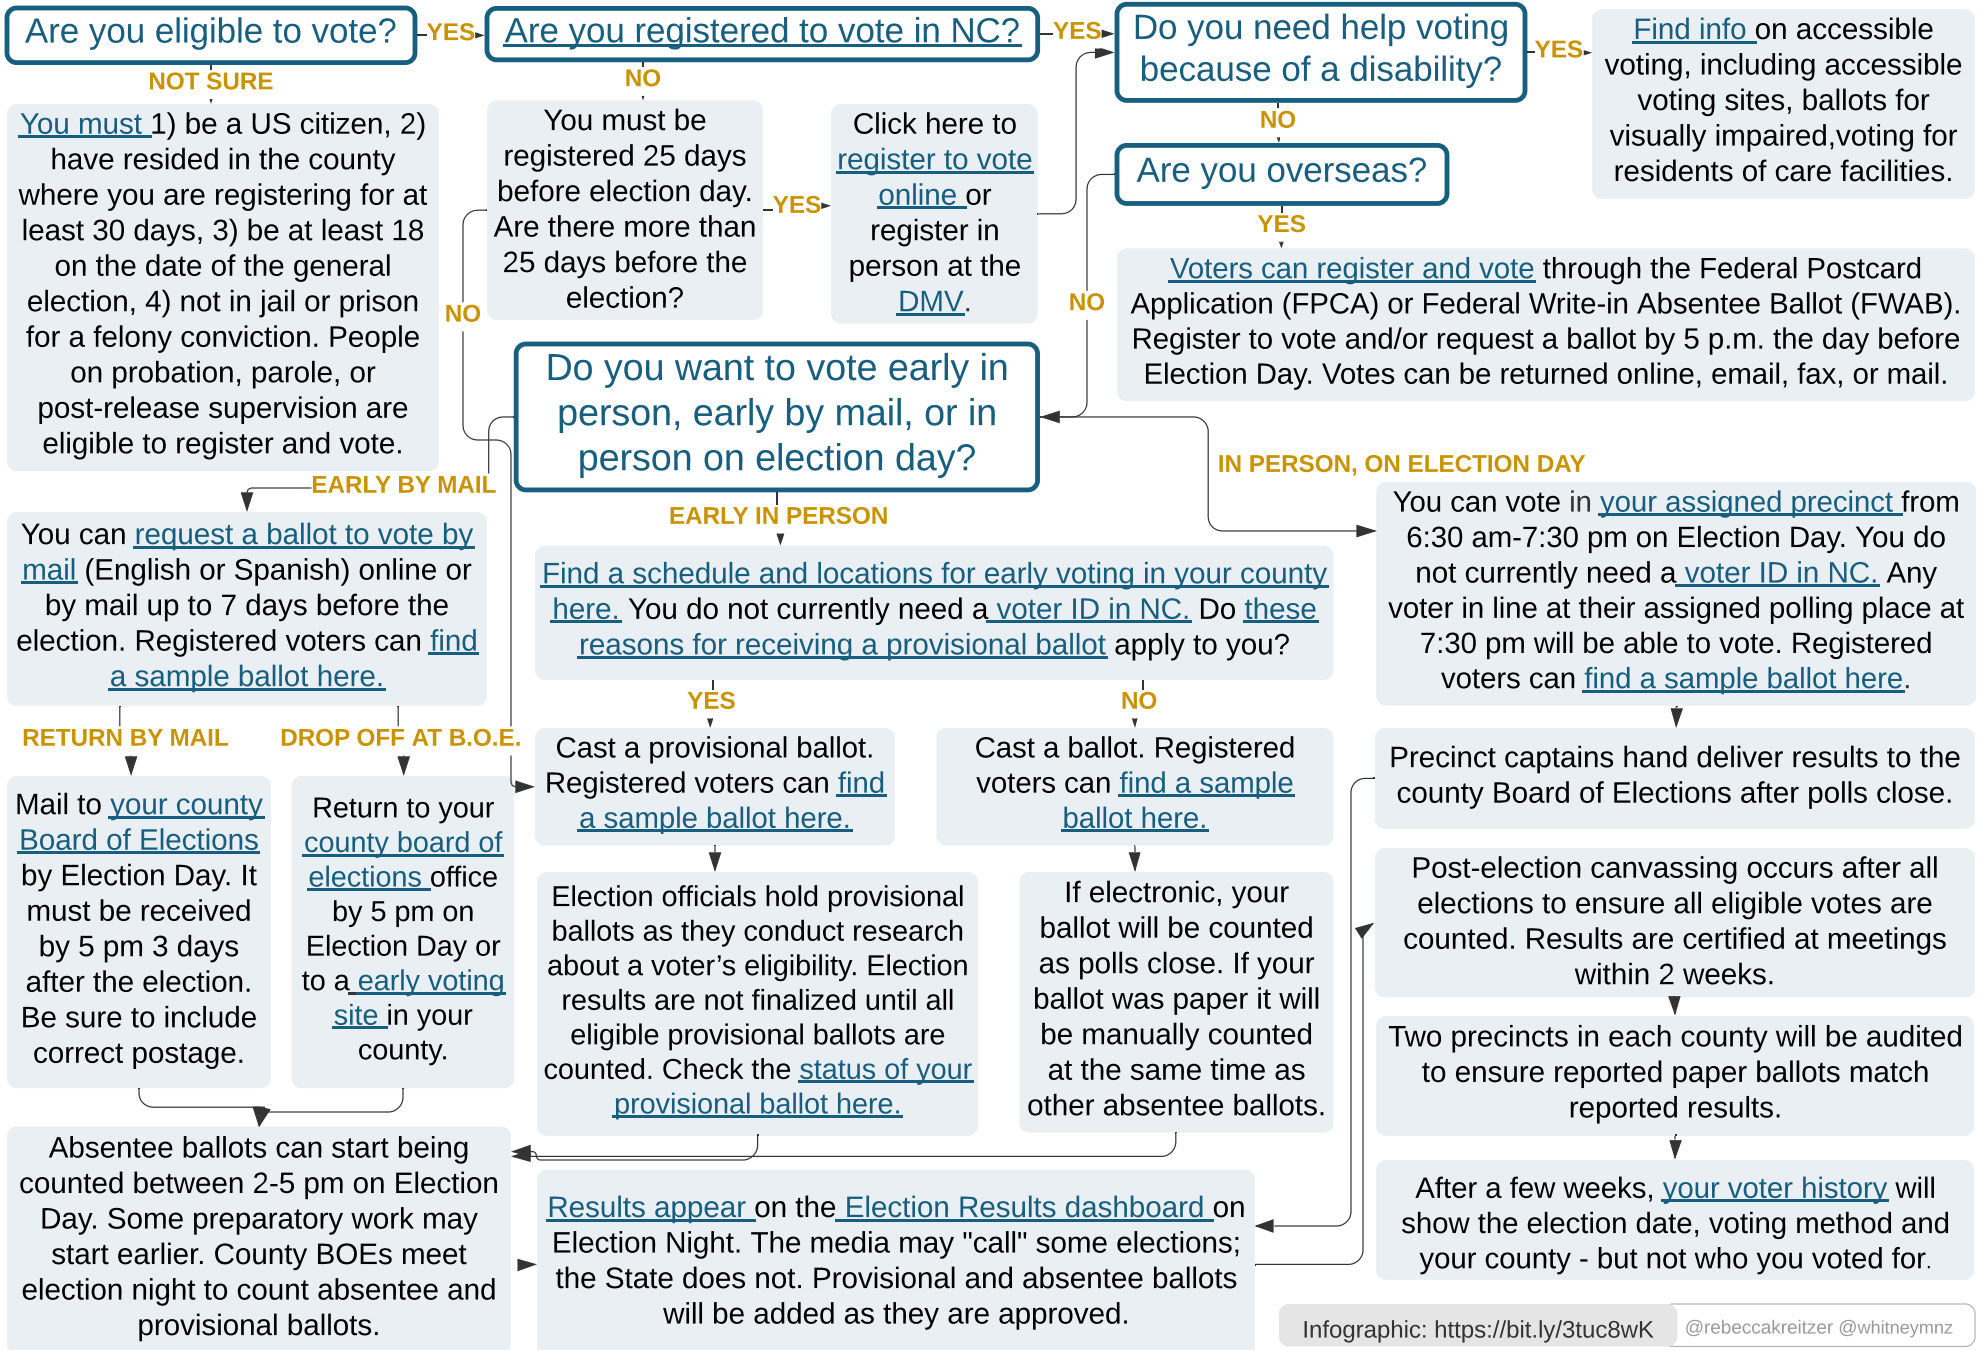 Are you eligible to vote?
YES
Are you registered to vote in NC?
YES
Do you need help voting
because of a disability?
YES
Find info on accessible
voting, including accessible
voting sites, ballots for
visually impaired,voting for
residents of care facilities.
NOT SURE
You must 1) be a US citizen, 2)
have resided in the county
where you are registering for at
least 30 days, 3) be at least 18
on the date of the general
election, 4) not in jail or prison
for a felony conviction. People
on probation, parole, or
post-release supervision are
eligible to register and vote.
NO
You must be
registered 25 days
before election day.
Are there more than
25 days before the
election?
YES
Click here to
register to vote
online or
register in
person at the
DMV.
NO
NO
Are you overseas?
YES
Voters can register and vote through the Federal Postcard
Application (FPCA) or Federal Write-in Absentee Ballot (FWAB).
Register to vote and/or request a ballot by 5 p.m. the day before
Election Day. Votes can be returned online, email, fax, or mail.
NO
Do you want to vote early in
person, early by mail, or in
person on election day?
EARLY BY MAIL
You can request a ballot to vote by
mail (English or Spanish) online or
by mail up to 7 days before the
election. Registered voters can find
a sample ballot here.
EARLY IN PERSON
Find a schedule and locations for early voting in your county
here. You do not currently need a voter ID in NC. Do these
reasons for receiving a provisional ballot apply to you?
IN PERSON, ON ELECTION DAY
You can vote in your assigned precinct from
6:30 am-7:30 pm on Election Day. You do
not currently need a voter ID in NC. Any
voter in line at their assigned polling place at
7:30 pm will be able to vote. Registered
voters can find a sample ballot here.
RETURN BY MAIL
DROP OFF AT B.O.E.
YES
NO
Mail to your county
Board of Elections
by Election Day. It
must be received
by 5 pm 3 days
after the election.
Be sure to include
correct postage.
Return to your
county board of
elections office
by 5 pm on
Election Day or
to a early voting
site in your
county.
Cast a provisional ballot.
Registered voters can find
a sample ballot here.
Cast a ballot. Registered
voters can find a sample
ballot here.
Precinct captains hand deliver results to the
county Board of Elections after polls close.
Election officials hold provisional
ballots as they conduct research
about a voter’s eligibility. Election
results are not finalized until all
eligible provisional ballots are
counted. Check the status of your
provisional ballot here.
If electronic, your
ballot will be counted
as polls close. If your
ballot was paper it will
be manually counted
at the same time as
other absentee ballots.
Post-election canvassing occurs after all
elections to ensure all eligible votes are
counted. Results are certified at meetings
within 2 weeks.
Two precincts in each county will be audited
to ensure reported paper ballots match
reported results.
Absentee ballots can start being
counted between 2-5 pm on Election
Day. Some preparatory work may
start earlier. County BOEs meet
election night to count absentee and
provisional ballots.
Results appear on the Election Results dashboard on
Election Night. The media may "call" some elections;
the State does not. Provisional and absentee ballots
will be added as they are approved.
After a few weeks, your voter history will
show the election date, voting method and
your county - but not who you voted for.
Infographic: https://bit.ly/3tuc8wK
@rebeccakreitzer @whitneymnz